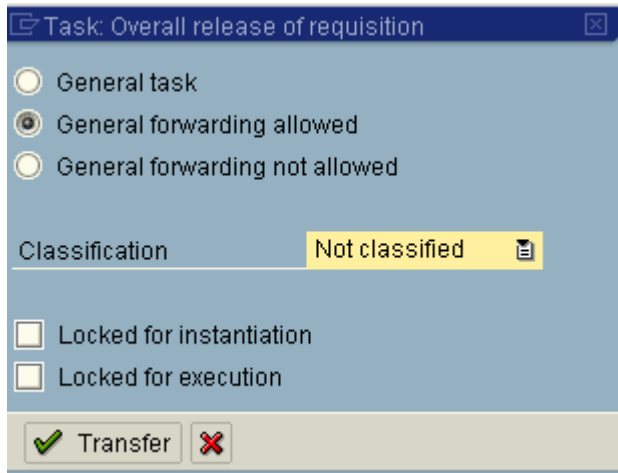 Task: Overall release of requisition
General task
General forwarding allowed
General forwarding not allowed
Classification Not classified
Locked for instantiation
Locked for execution
Transfer